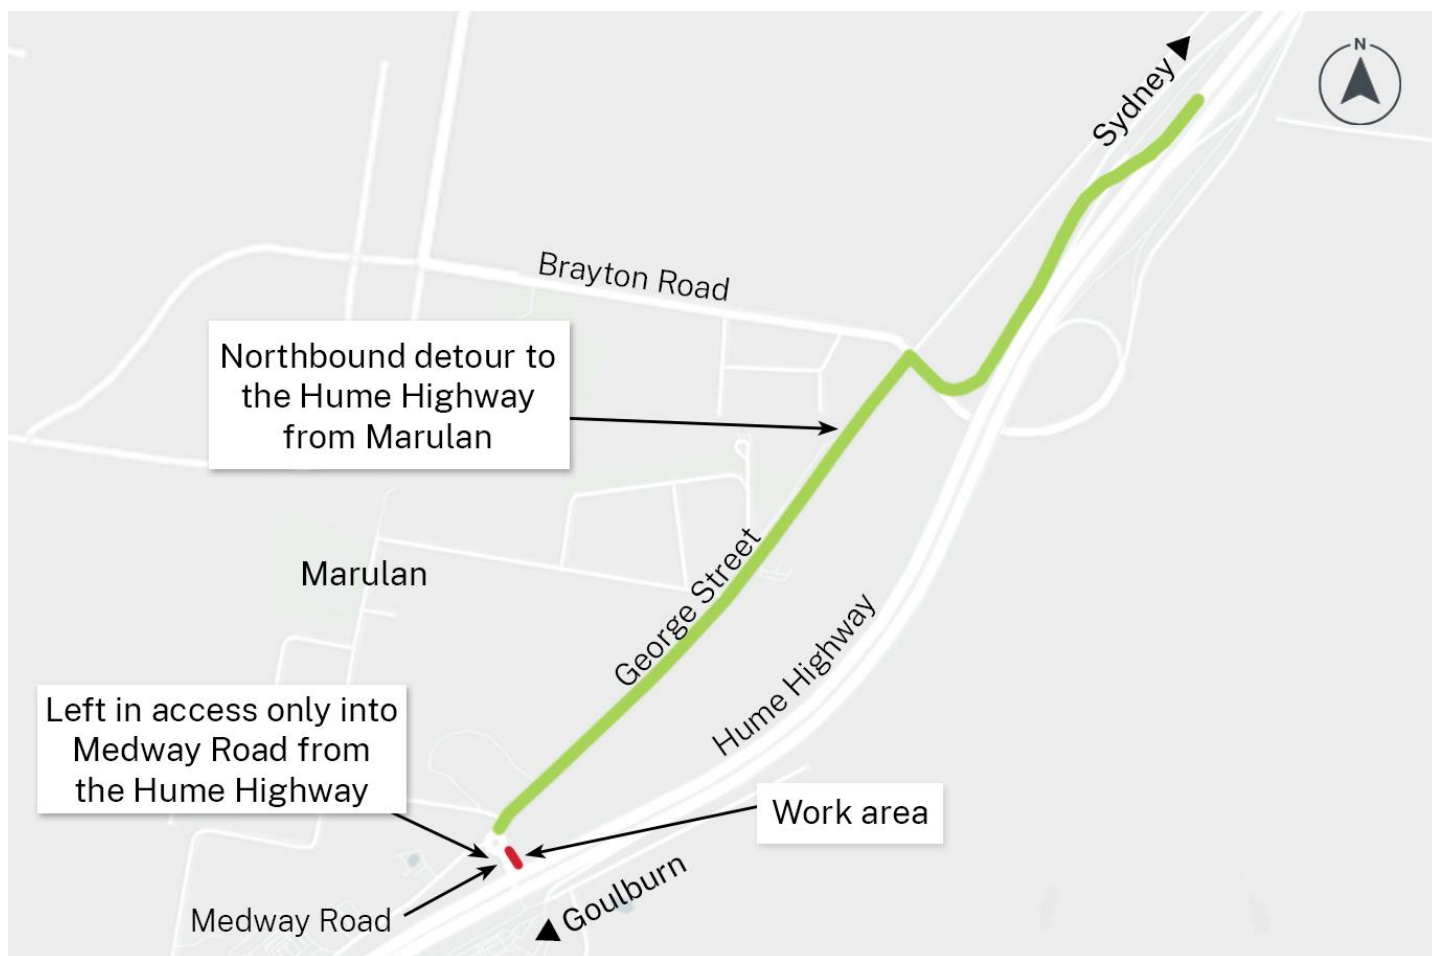 N
Sydney
Brayton Road
Northbound detour to
the Hume Highway
from Marulan
George Street
Marulan
Hume Highway
Left in access only into
Medway Road from
the Hume Highway
Work area
Goulburn
Medway Road